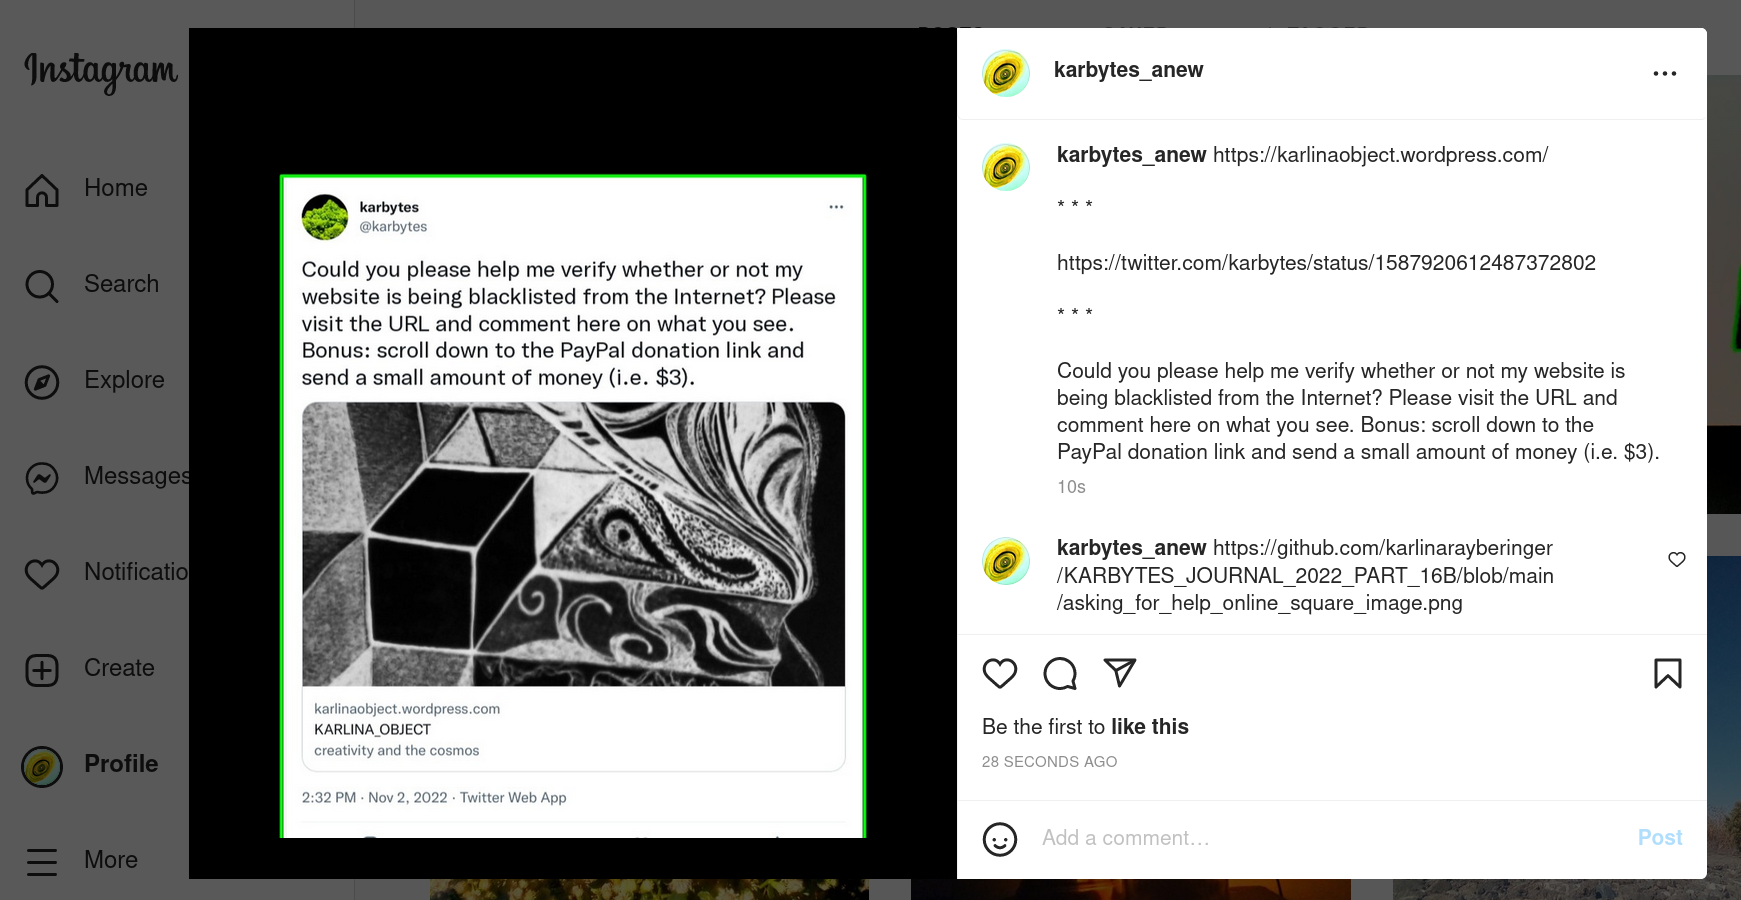 Instagram
Home
Search
Explore
Messages
Notificatio
Create
Profile
More
karbytes
@karbytes
Could you please help me verify whether or not my
website is being blacklisted from the Internet? Please
visit the URL and comment here on what you see.
Bonus: scroll down to the PayPal donation link and
send a small amount of money (i.e. $3).
karlinaobject.wordpress.com
KARLINA_OBJECT
creativity and the cosmos
2:32 PM · Nov 2, 2022 · Twitter Web App
karbytes_anew
karbytes_anew https://karlinaobject.wordpress.com/
* * *
https://twitter.com/karbytes/status/1587920612487372802
* * *
Could you please help me verify whether or not my website is
being blacklisted from the Internet? Please visit the URL and
comment here on what you see. Bonus: scroll down to the
PayPal donation link and send a small amount of money (i.e. $3).
10s
karbytes_anew https://github.com/karlinarayberinger
/KARBYTES_JOURNAL_2022_PART_16B/blob/main
/asking_for_help_online_square_image.png
Be the first to like this
28 SECONDS AGO
Add a comment…
Post